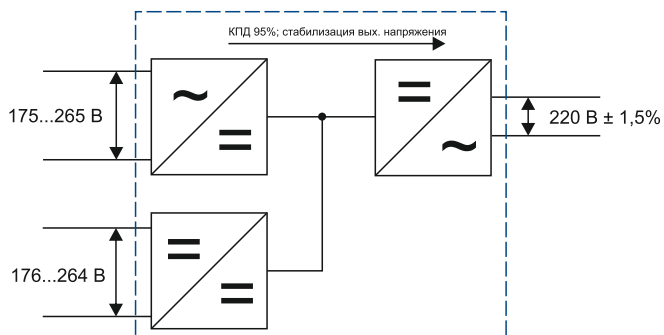 КПД 95%; стабилизация вых. напряжения
175...265 В
220 В ± 1,5%
176...264 В